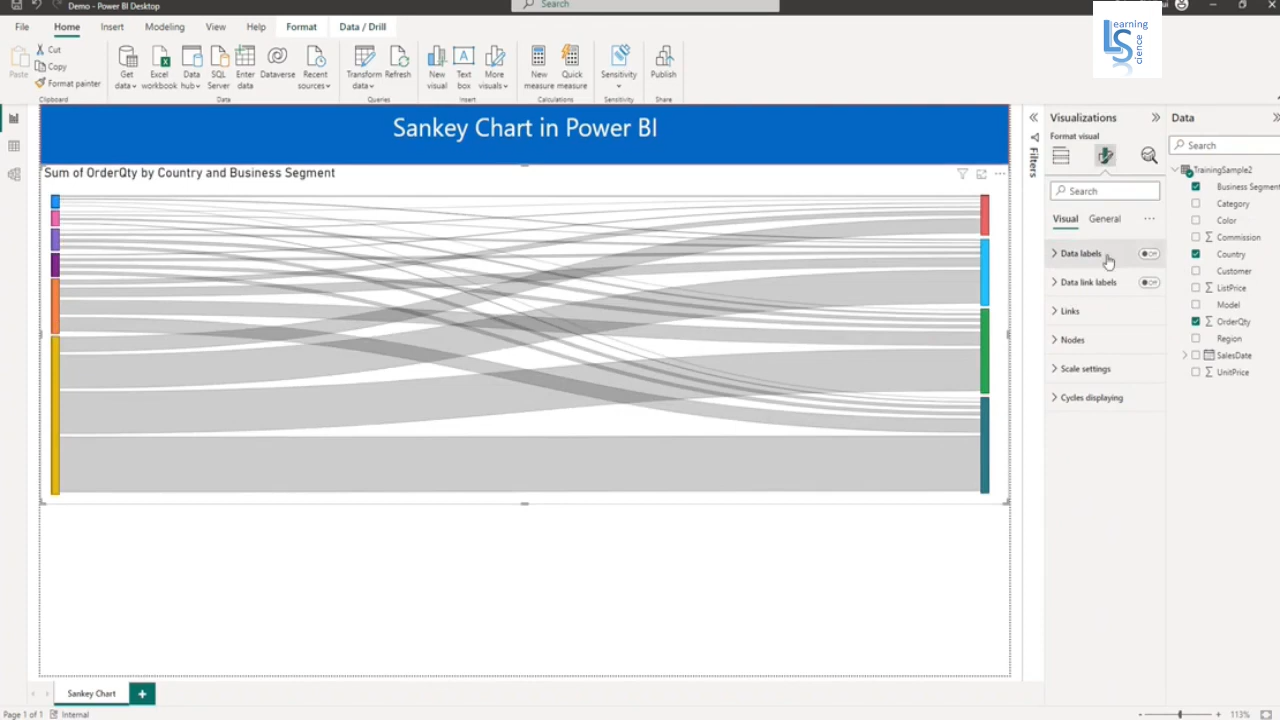 Demo - Power BI Desktop
Search
File
Home
Insert
Modeling
View
Help
Format
Data / Drill
Paste
Cut
Copy
Format painter
Clipboard
Get data
Excel workbook
Data hub
SQL Server
Enter data
Dataverse
Recent sources
Data
Transform data
Refresh
Queries
New visual
Text box
More visuals
Insert
New measure
Quick measure
Calculations
Sensitivity
Sensitivity
Publish
Share
Learning Science
Sankey Chart in Power BI
Sum of OrderQty by Country and Business Segment
Filters
Visualizations
Format visual
Search
Visual
General
Data labels
Off
Data link labels
Off
Links
Nodes
Scale settings
Cycles displaying
Data
Search
TrainingSample2
Business Segment
Category
Color
Commission
Country
Customer
ListPrice
Model
OrderQty
Region
SalesDate
UnitPrice
Sankey Chart
Page 1 of 1
Internal
113%